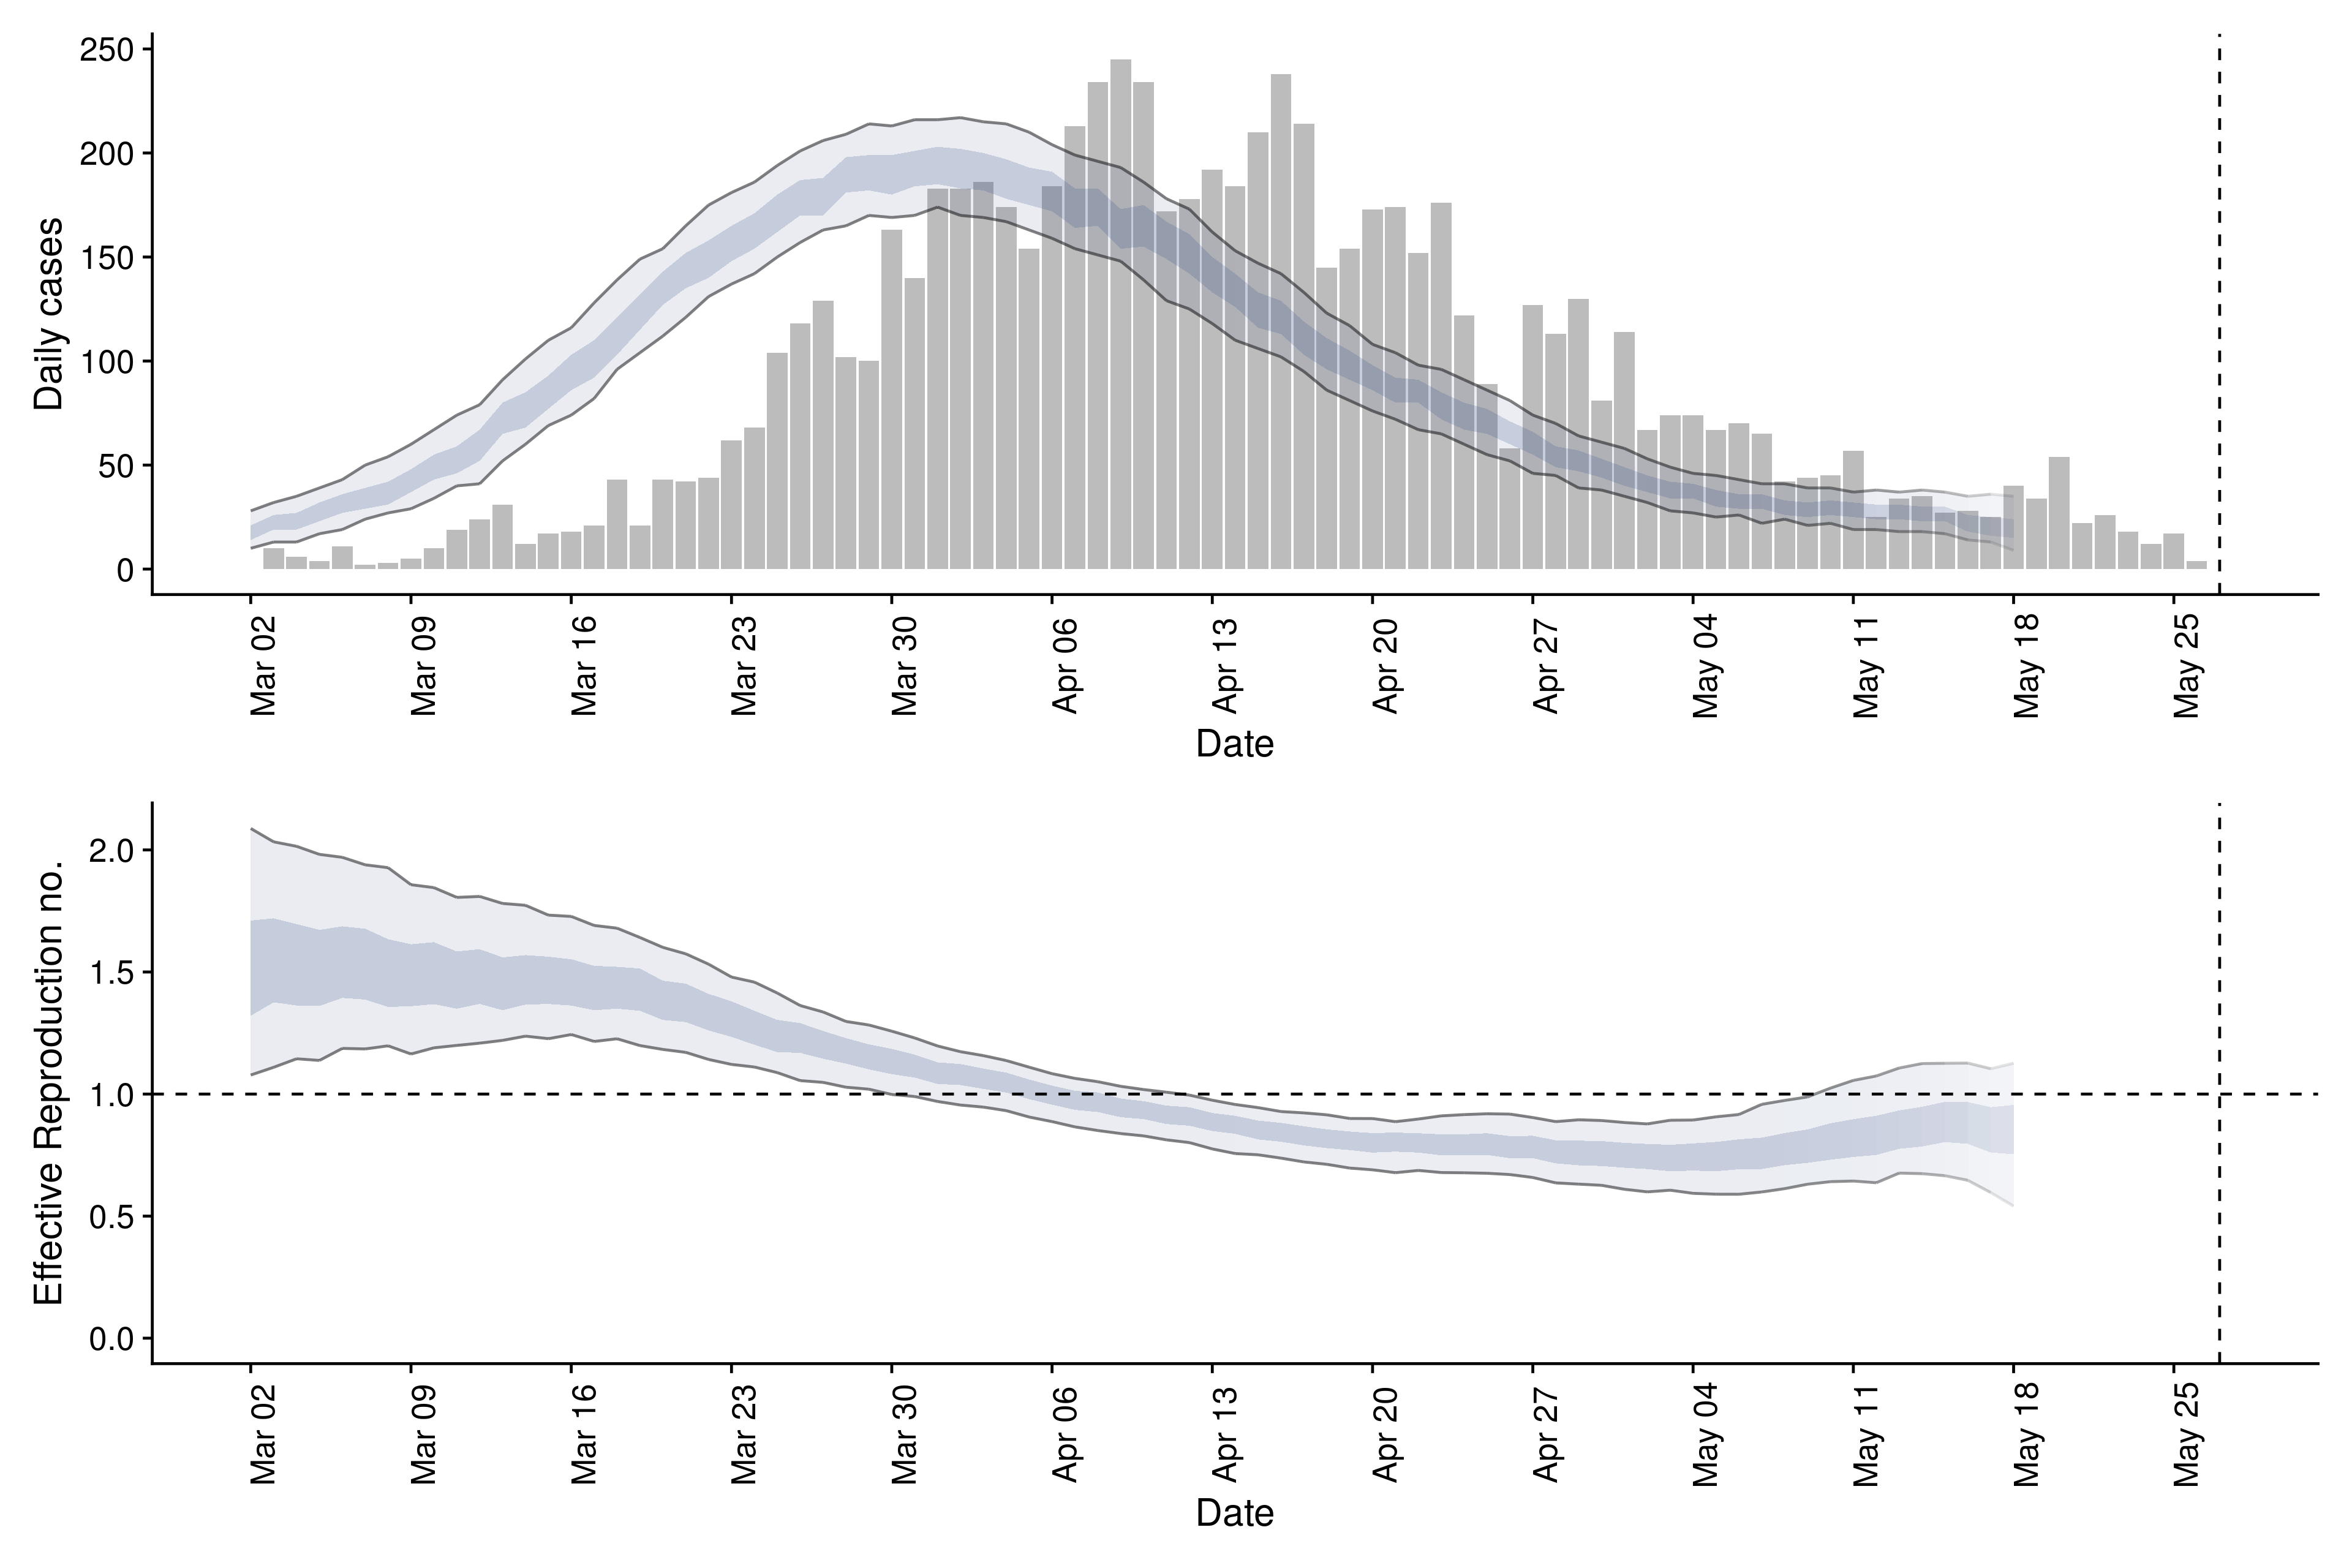 Daily cases
250
200
150
100
50
0
Mar 02
Mar 09
Mar 16
Mar 23
Mar 30
Apr 06
Apr 13
Apr 20
Apr 27
May 04
May 11
May 18
May 25
Date
Effective Reproduction no.
2.0
1.5
1.0
0.5
0.0
Mar 02
Mar 09
Mar 16
Mar 23
Mar 30
Apr 06
Apr 13
Apr 20
Apr 27
May 04
May 11
May 18
May 25
Date